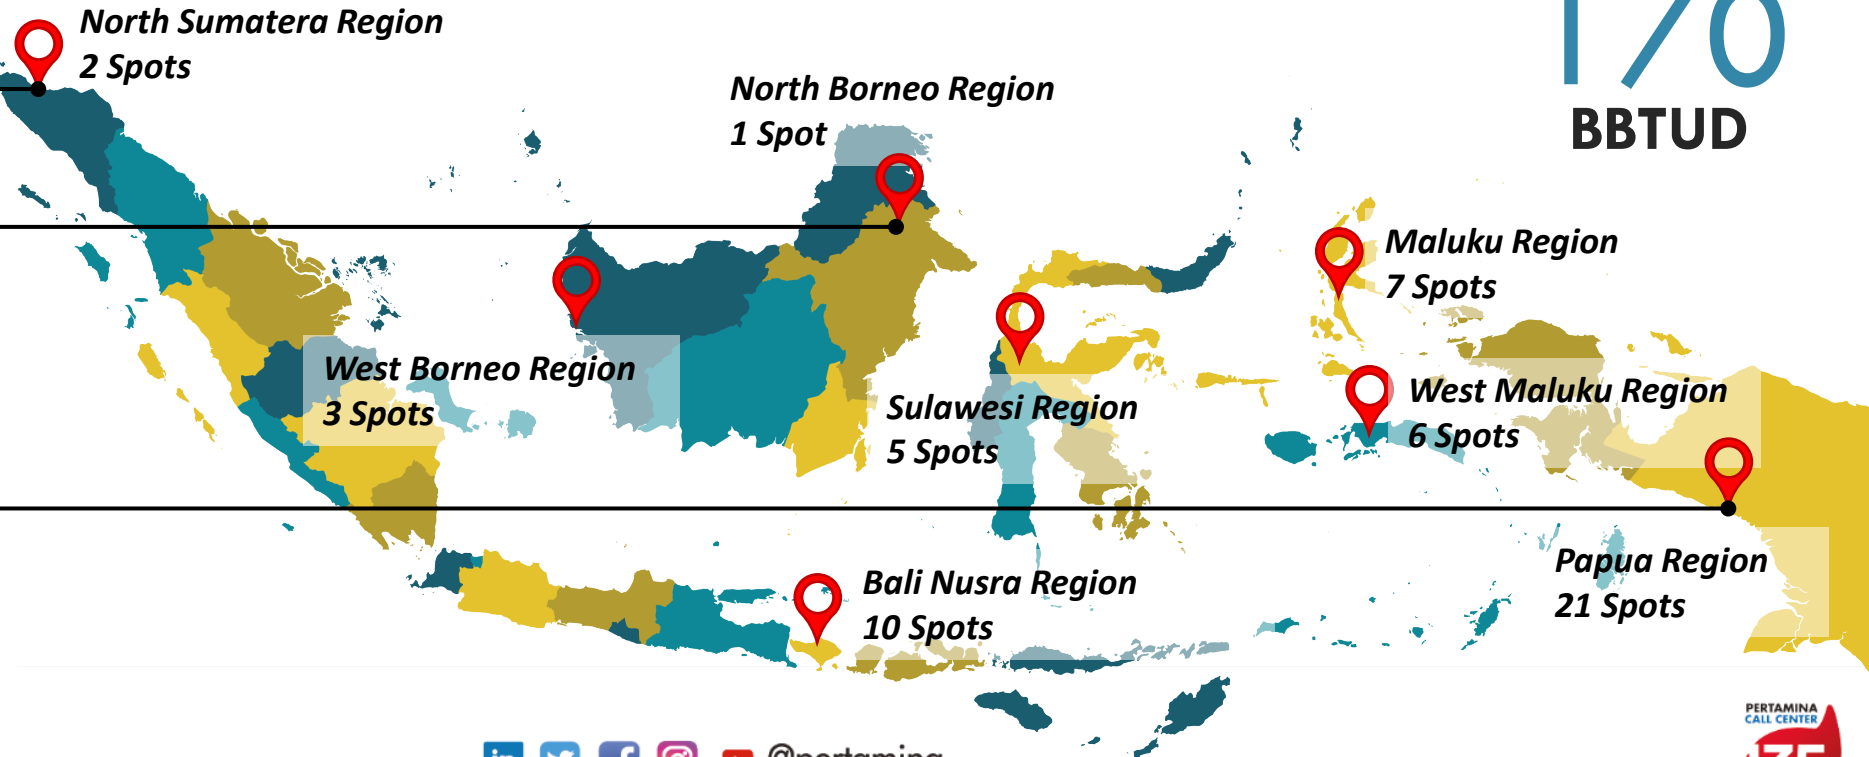 North Sumatera Region
2 Spots
North Borneo Region
1 Spot
BBTUD
Maluku Region
7 Spots
West Borneo Region
3 Spots
Sulawesi Region
5 Spots
West Maluku Region
6 Spots
Papua Region
21 Spots
Bali Nusra Region
10 Spots
PERTAMINA
CALL CENTER
@pertamina